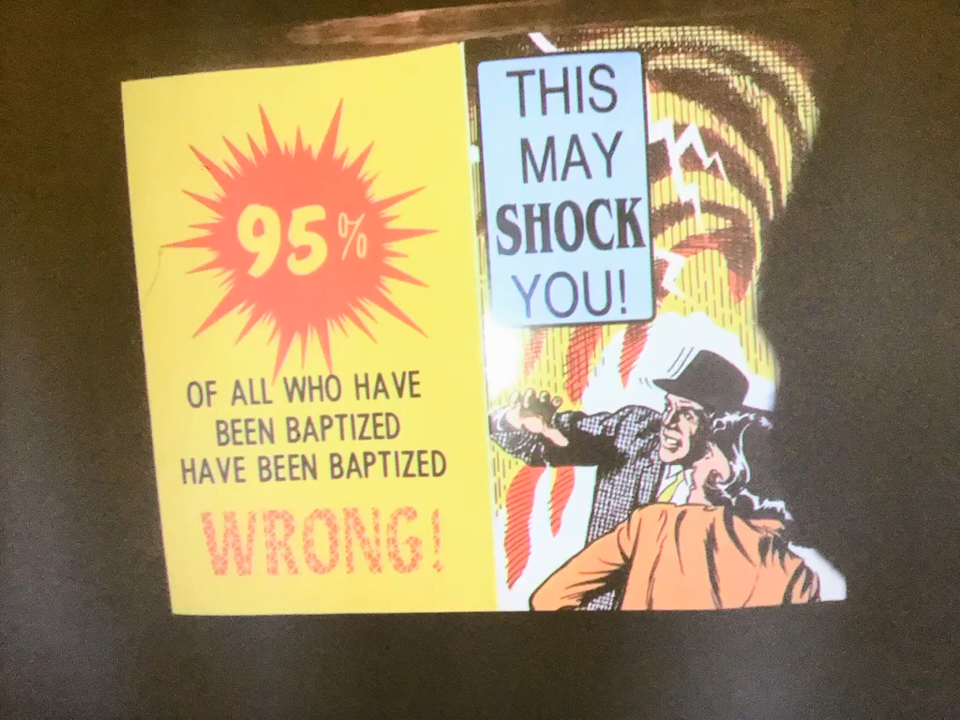 95%
OF ALL WHO HAVE
BEEN BAPTIZED
HAVE BEEN BAPTIZED
WRONG!
THIS
MAY
SHOCK
YOU!